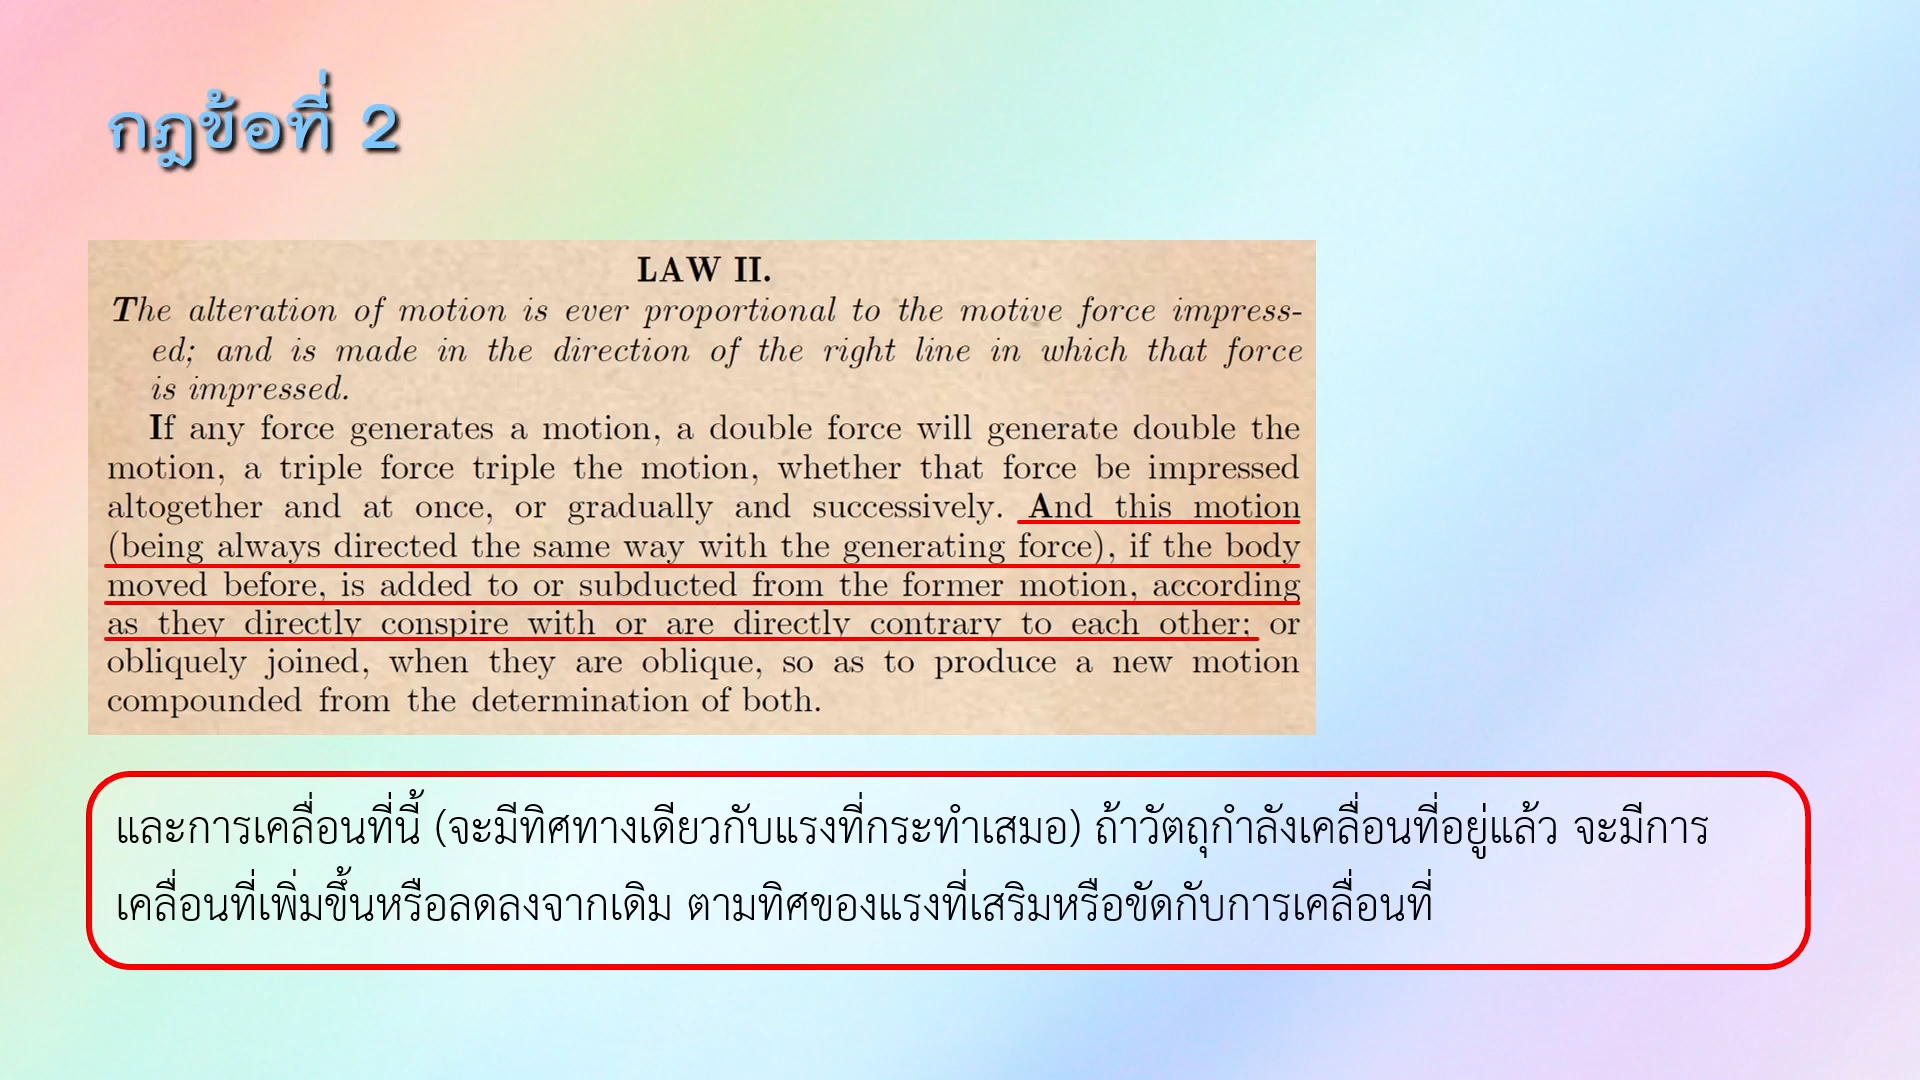 กฎข้อที่ 2
LAW II.
The alteration of motion is ever proportional to the motive force impress-
ed; and is made in the direction of the right line in which that force
is impressed.
If any force generates a motion, a double force will generate double the
motion, a triple force triple the motion, whether that force be impressed
altogether and at once, or gradually and successively. And this motion
(being always directed the same way with the generating force), if the body
moved before, is added to or subducted from the former motion, according
as they directly conspire with or are directly contrary to each other; or
obliquely joined, when they are oblique, so as to produce a new motion
compounded from the determination of both.
และการเคลื่อนที่นี้ (จะมีทิศทางเดียวกับแรงที่กระทำเสมอ) ถ้าวัตถุกำลังเคลื่อนที่อยู่แล้ว จะมีการ
เคลื่อนที่เพิ่มขึ้นหรือลดลงจากเดิม ตามทิศของแรงที่เสริมหรือขัดกับการเคลื่อนที่